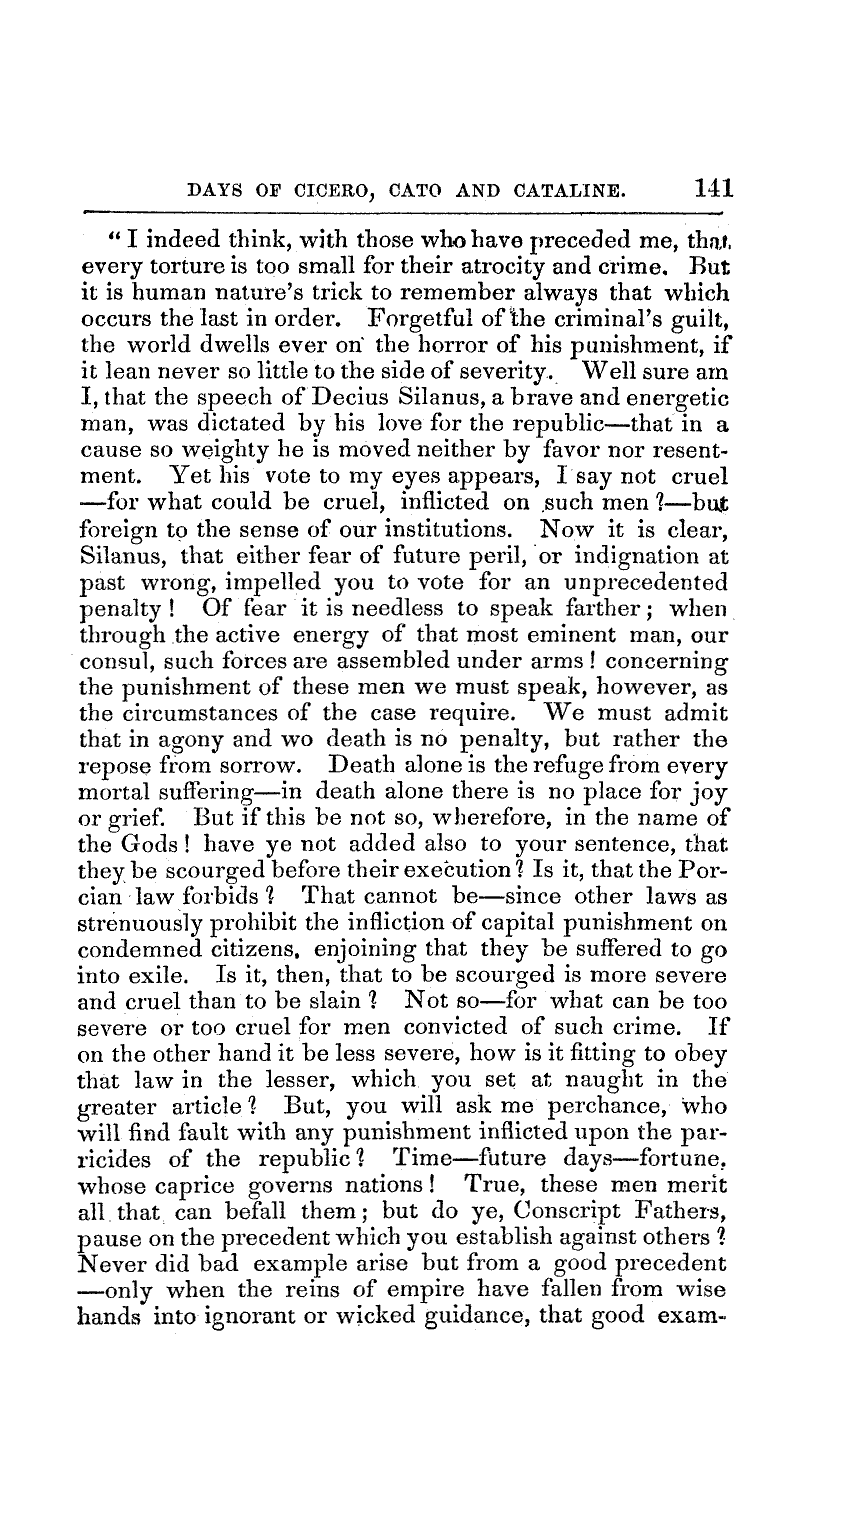 DAYS OF CICERO, CATO AND CATALINE. 141
“ I indeed think, with those who have preceded me, that
every torture is too small for their atrocity and crime. But
it is human nature’s trick to remember always that which
occurs the last in order. Forgetful of the criminal’s guilt,
the world dwells ever on the horror of his punishment, if
it lean never so little to the side of severity. Well sure am
I, that the speech of Decius Silanus, a brave and energetic
man, was dictated by his love for the republic—that in a
cause so weighty he is moved neither by favor nor resent-
ment. Yet his vote to my eyes appears, I say not cruel
—for what could be cruel, inflicted on such men ?—but
foreign to the sense of our institutions. Now it is clear,
Silanus, that either fear of future peril, or indignation at
past wrong, impelled you to vote for an unprecedented
penalty ! Of fear it is needless to speak farther ; when
through the active energy of that most eminent man, our
consul, such forces are assembled under arms ! concerning
the punishment of these men we must speak, however, as
the circumstances of the case require. We must admit
that in agony and wo death is no penalty, but rather the
repose from sorrow. Death alone is the refuge from every
mortal suffering—in death alone there is no place for joy
or grief. But if this be not so, wherefore, in the name of
the Gods ! have ye not added also to your sentence, that
they be scourged before their execution ? Is it, that the Por-
cian law forbids ? That cannot be—since other laws as
strenuously prohibit the infliction of capital punishment on
condemned citizens, enjoining that they be suffered to go
into exile. Is it, then, that to be scourged is more severe
and cruel than to be slain ? Not so—for what can be too
severe or too cruel for men convicted of such crime. If
on the other hand it be less severe, how is it fitting to obey
that law in the lesser, which you set at naught in the
greater article ? But, you will ask me perchance, who
will find fault with any punishment inflicted upon the par-
ricides of the republic ? Time—future days—fortune,
whose caprice governs nations ! True, these men merit
all that can befall them ; but do ye, Conscript Fathers,
pause on the precedent which you establish against others ?
Never did bad example arise but from a good precedent
—only when the reins of empire have fallen from wise
hands into ignorant or wicked guidance, that good exam-